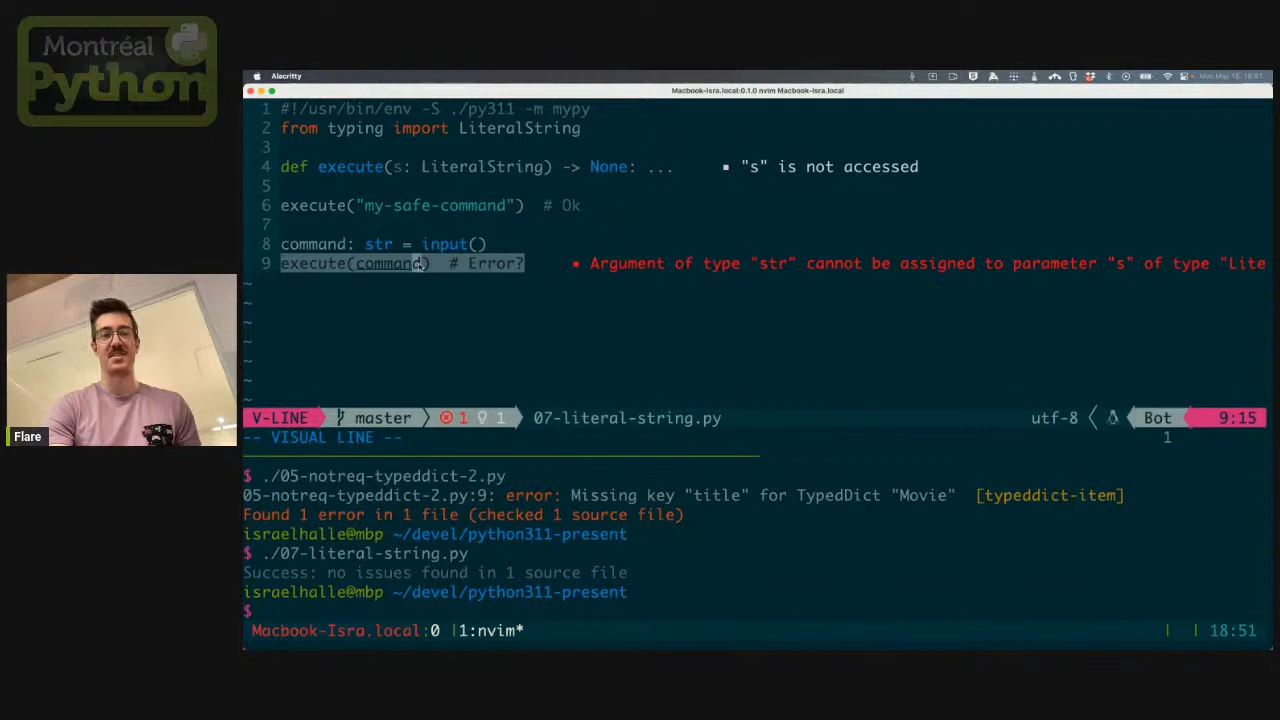 Montréal
Python
Alacritty
Mon May 15, 18:51
Macbook-Isra.local:0.1.0 nvim Macbook-Isra.local
1 #!/usr/bin/env -S ./py311 -m mypy
2 from typing import LiteralString
3
4 def execute(s: LiteralString) -> None: ... ▪ "s" is not accessed
5
6 execute("my-safe-command") # Ok
7
8 command: str = input()
9 execute(command) # Error? ▪ Argument of type "str" cannot be assigned to parameter "s" of type "Lite
~
~
~
~
~
~
~
V-LINE master 1 1 07-literal-string.py utf-8 Bot 9:15
-- VISUAL LINE -- 1
$ ./05-notreq-typeddict-2.py
05-notreq-typeddict-2.py:9: error: Missing key "title" for TypedDict "Movie" [typeddict-item]
Found 1 error in 1 file (checked 1 source file)
israelhalle@mbp ~/devel/python311-present
$ ./07-literal-string.py
Success: no issues found in 1 source file
israelhalle@mbp ~/devel/python311-present
$
Macbook-Isra.local:0 |1:nvim* | | 18:51
Flare